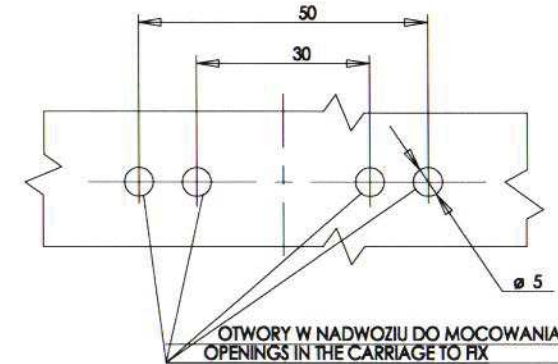 50
30
ø 5
OTWORY W NADWOZIU DO MOCOWANIA
OPENINGS IN THE CARRIAGE TO FIX